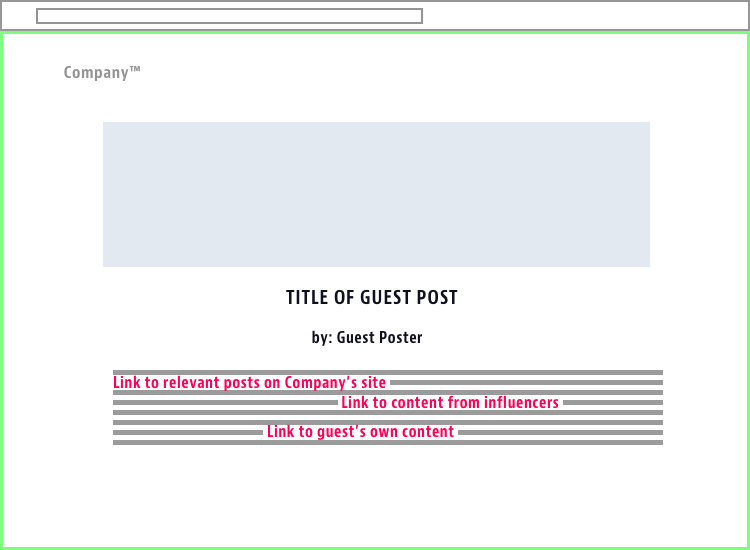 Company™
TITLE OF GUEST POST
by: Guest Poster
Link to relevant posts on Company's site
Link to content from influencers
Link to guest's own content